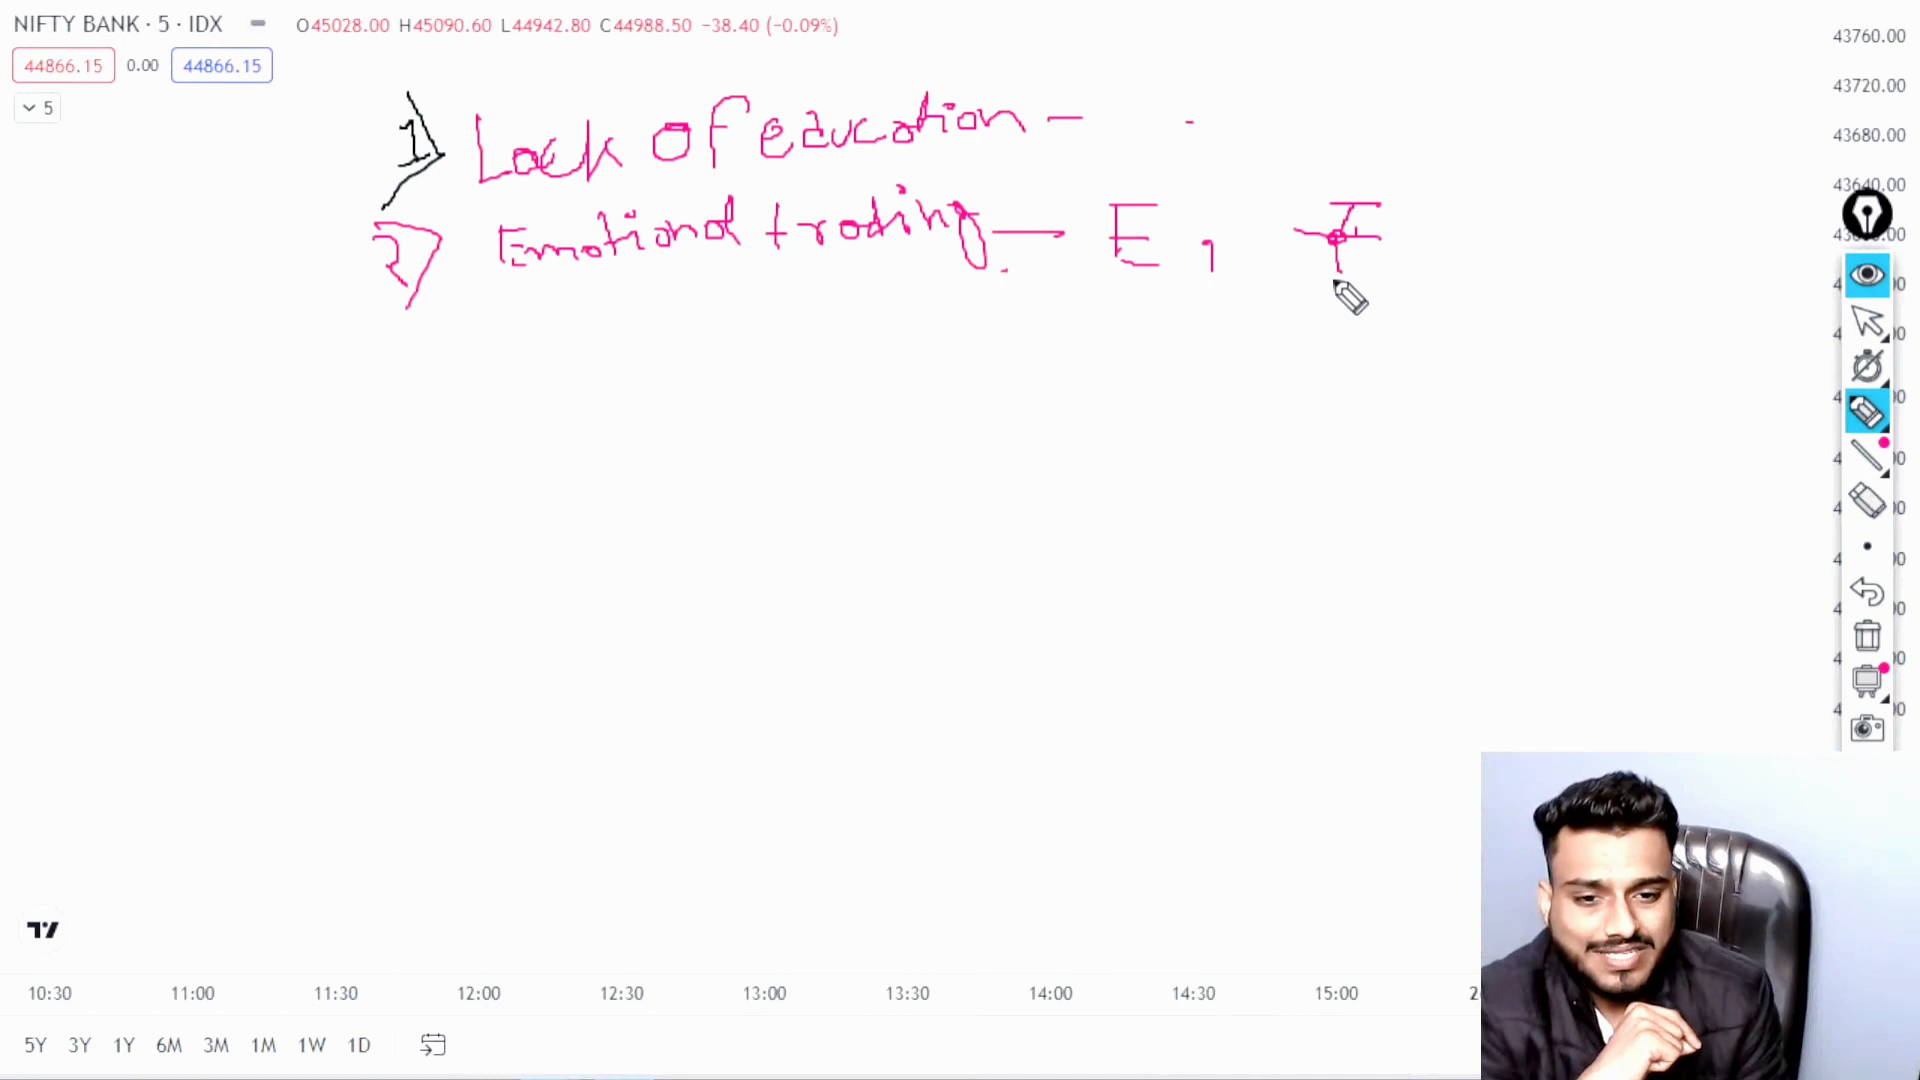 NIFTY BANK · 5 · IDX O45028.00 H45090.60 L44942.80 C44988.50 −38.40 (−0.09%)
44866.15 0.00 44866.15
5
1 Lack of education –
2 Emotional trading — E,
43760.00
43720.00
43680.00
43640.00
10:30 11:00 11:30 12:00 12:30 13:00 13:30 14:00 14:30 15:00
5Y 3Y 1Y 6M 3M 1M 1W 1D